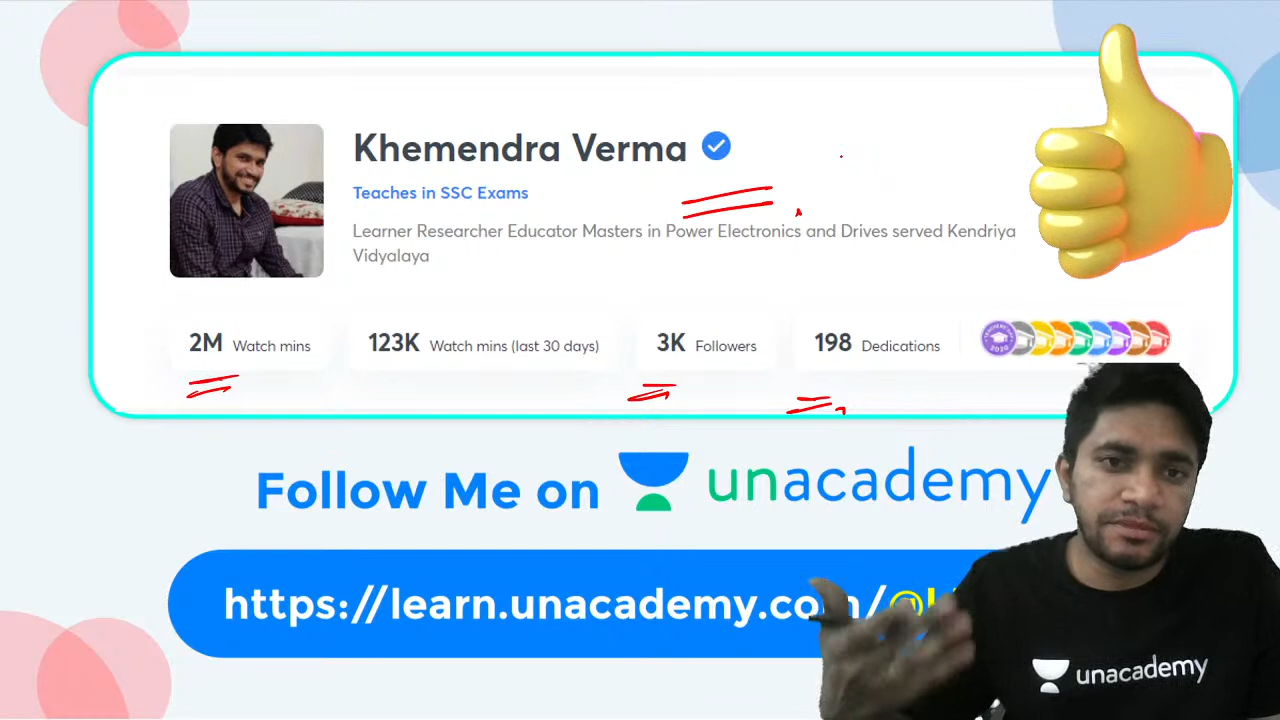 Khemendra Verma
Teaches in SSC Exams
Learner Researcher Educator Masters in Power Electronics and Drives served Kendriya
Vidyalaya
2M Watch mins 123K Watch mins (last 30 days) 3K Followers 198 Dedications
2020
Follow Me on unacademy
https://learn.unacademy.com/@
unacademy